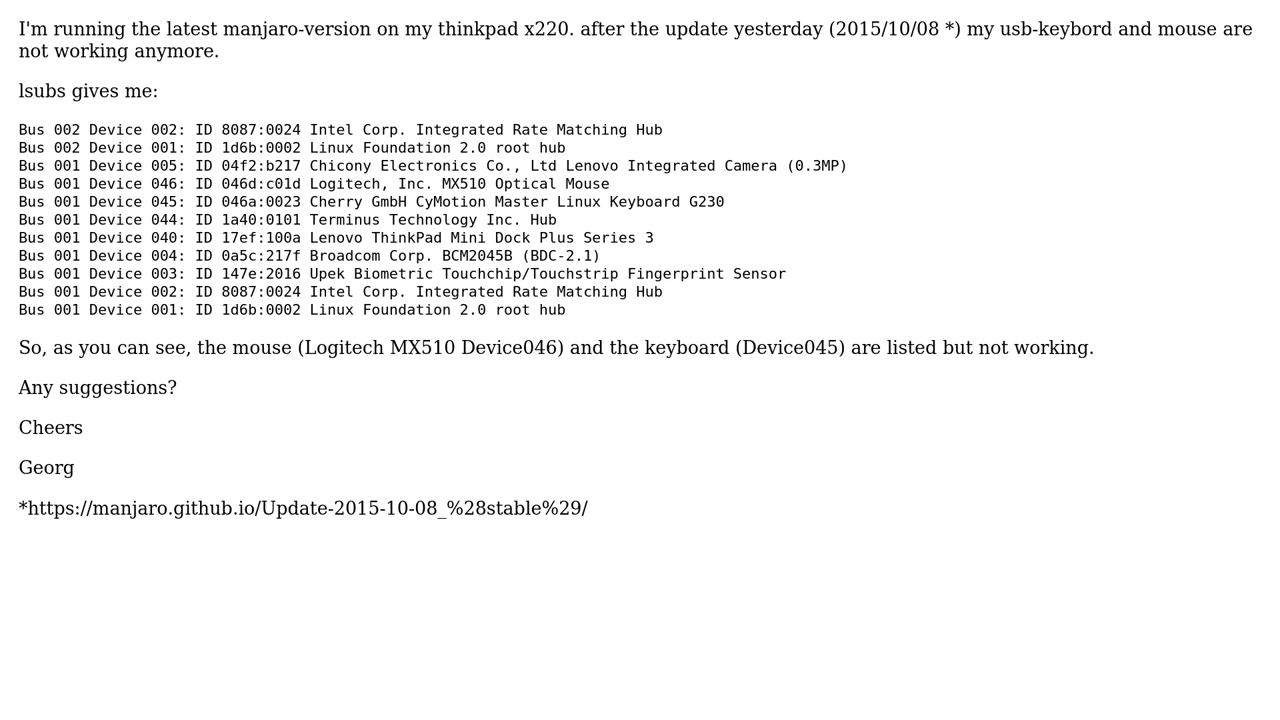 I'm running the latest manjaro-version on my thinkpad x220. after the update yesterday (2015/10/08 *) my usb-keybord and mouse are
not working anymore.
lsubs gives me:
Bus 002 Device 002: ID 8087:0024 Intel Corp. Integrated Rate Matching Hub
Bus 002 Device 001: ID 1d6b:0002 Linux Foundation 2.0 root hub
Bus 001 Device 005: ID 04f2:b217 Chicony Electronics Co., Ltd Lenovo Integrated Camera (0.3MP)
Bus 001 Device 046: ID 046d:c01d Logitech, Inc. MX510 Optical Mouse
Bus 001 Device 045: ID 046a:0023 Cherry GmbH CyMotion Master Linux Keyboard G230
Bus 001 Device 044: ID 1a40:0101 Terminus Technology Inc. Hub
Bus 001 Device 040: ID 17ef:100a Lenovo ThinkPad Mini Dock Plus Series 3
Bus 001 Device 004: ID 0a5c:217f Broadcom Corp. BCM2045B (BDC-2.1)
Bus 001 Device 003: ID 147e:2016 Upek Biometric Touchchip/Touchstrip Fingerprint Sensor
Bus 001 Device 002: ID 8087:0024 Intel Corp. Integrated Rate Matching Hub
Bus 001 Device 001: ID 1d6b:0002 Linux Foundation 2.0 root hub
So, as you can see, the mouse (Logitech MX510 Device046) and the keyboard (Device045) are listed but not working.
Any suggestions?
Cheers
Georg
*https://manjaro.github.io/Update-2015-10-08_%28stable%29/